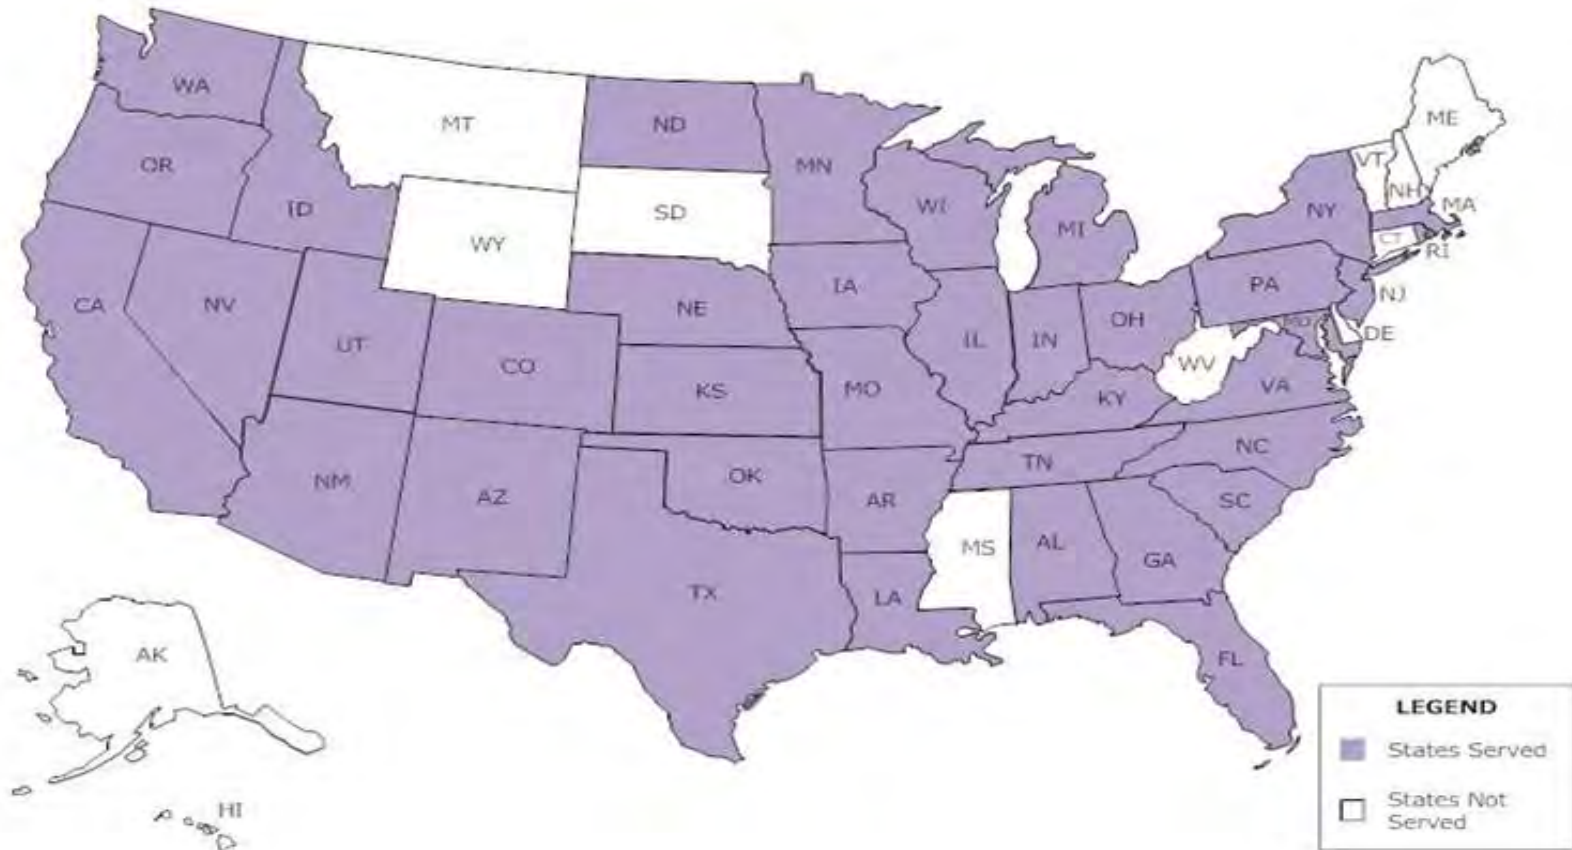 WA
MT
ND
MN
ME
OR
ID
SD
WI
MI
VT
NH
NY
MA
WY
CT
RI
CA
NV
NE
IA
PA
NJ
UT
CO
IL
IN
OH
MD
DE
WV
KS
MO
KY
VA
NM
AZ
OK
AR
TN
NC
SC
MS
AL
GA
TX
LA
FL
AK
HI
LEGEND
States Served
States Not
Served